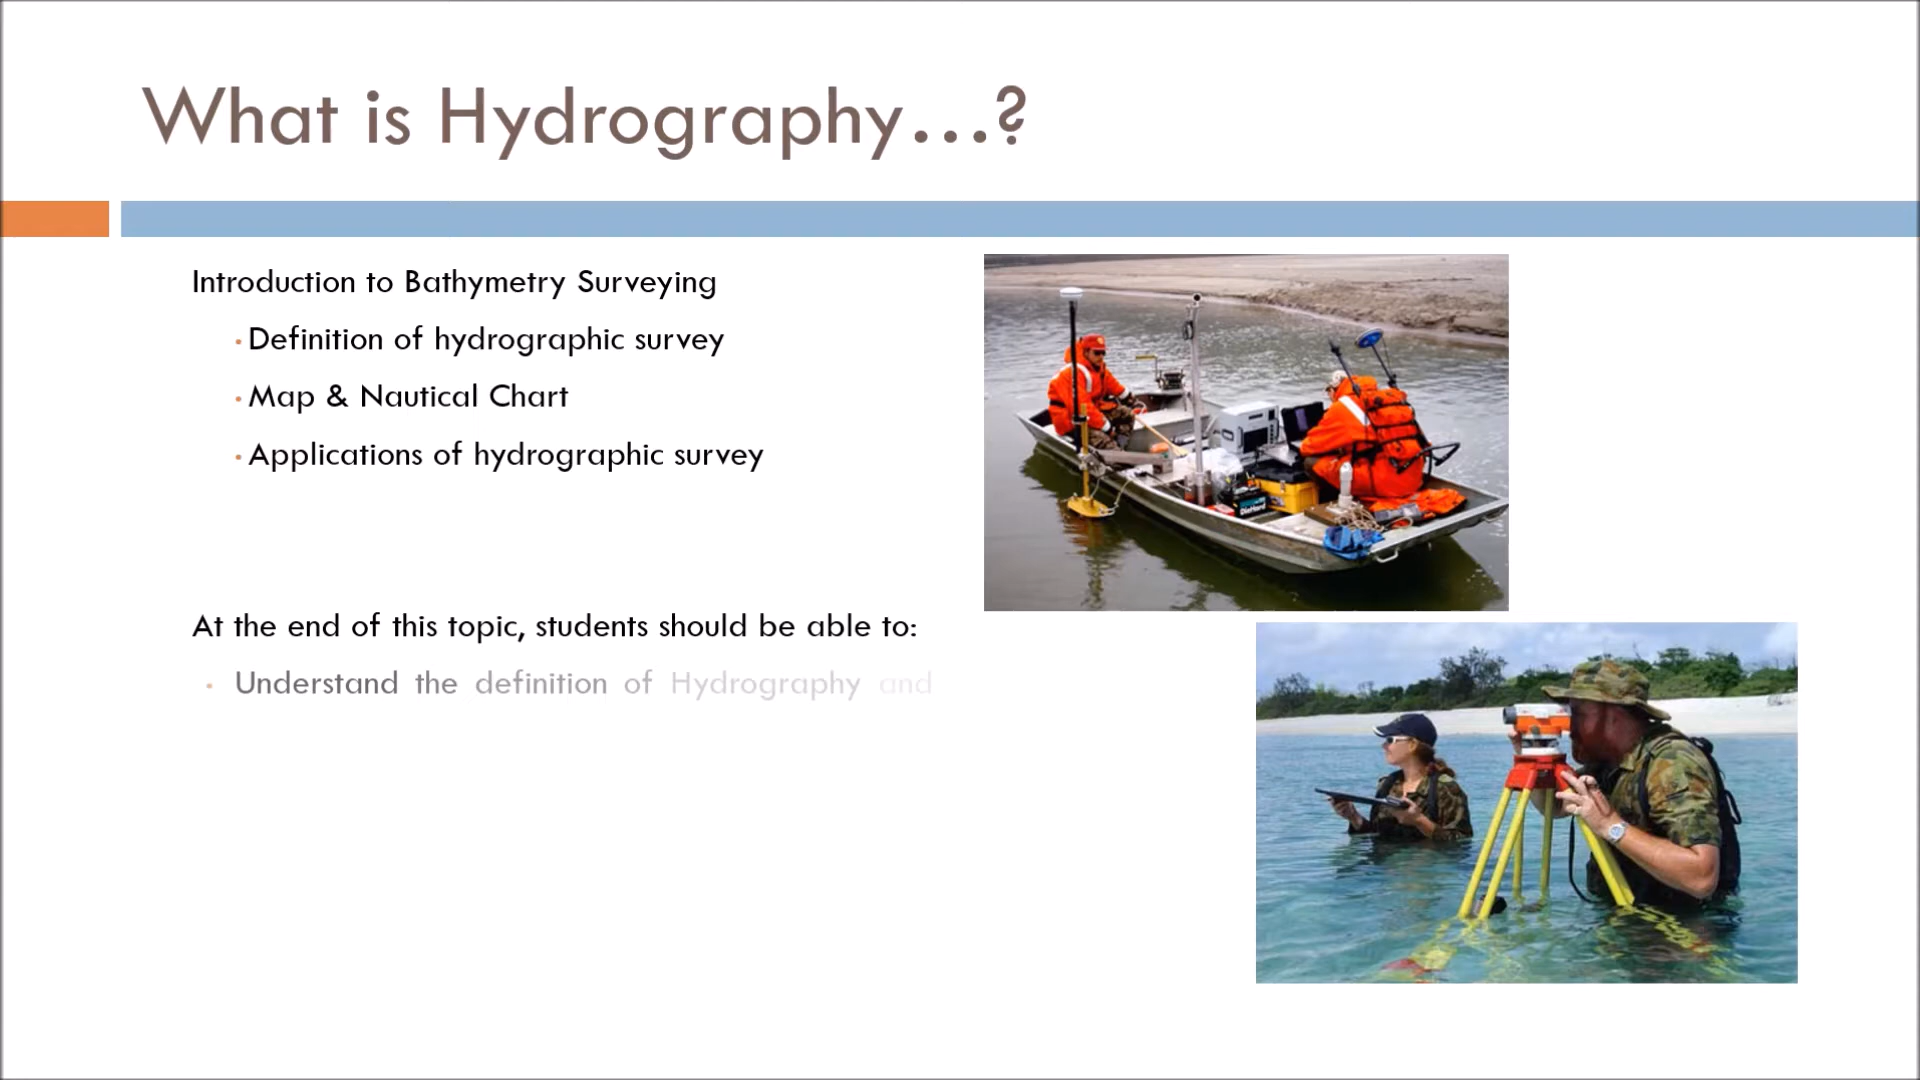 What is Hydrography...?
Introduction to Bathymetry Surveying
• Definition of hydrographic survey
• Map & Nautical Chart
• Applications of hydrographic survey
At the end of this topic, students should be able to:
• Understand the definition of Hydrography and
DieHard